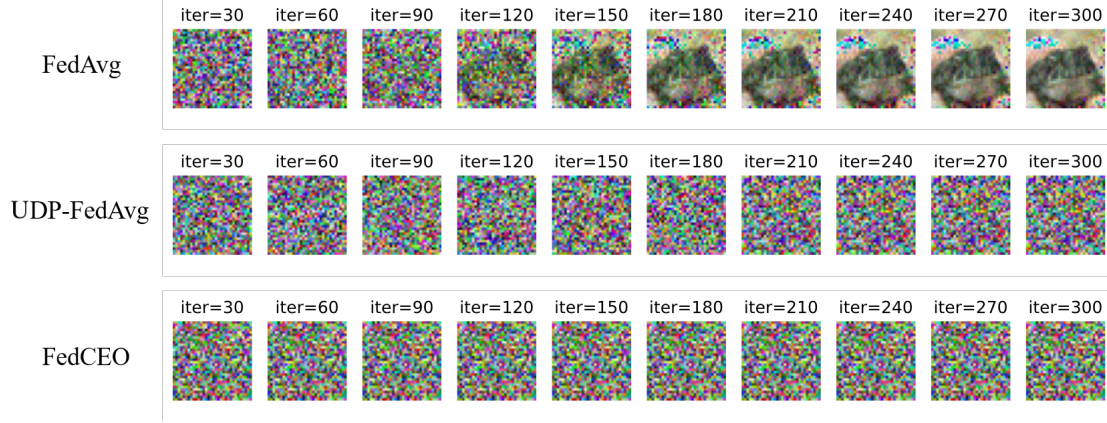 iter=30 iter=60 iter=90 iter=120 iter=150 iter=180 iter=210 iter=240 iter=270 iter=300
FedAvg
iter=30 iter=60 iter=90 iter=120 iter=150 iter=180 iter=210 iter=240 iter=270 iter=300
UDP-FedAvg
iter=30 iter=60 iter=90 iter=120 iter=150 iter=180 iter=210 iter=240 iter=270 iter=300
FedCEO